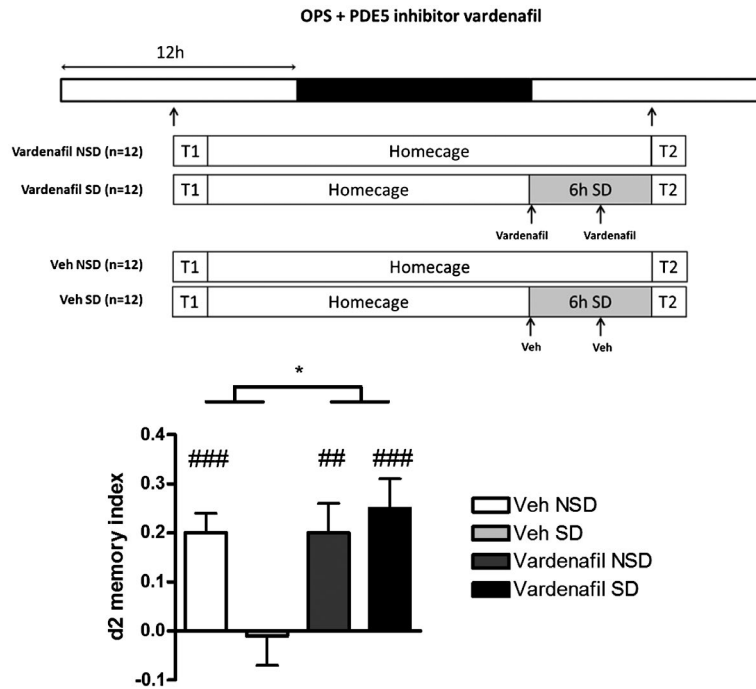 OPS + PDE5 inhibitor vardenafil
12h
Vardenafil NSD (n=12) T1 Homecage T2
Vardenafil SD (n=12) T1 Homecage 6h SD T2
Vardenafil Vardenafil
Veh NSD (n=12) T1 Homecage T2
Veh SD (n=12) T1 Homecage 6h SD T2
Veh Veh
*
### ## ###
d2 memory index
0.4
0.3
0.2
0.1
0.0
-0.1
Veh NSD
Veh SD
Vardenafil NSD
Vardenafil SD